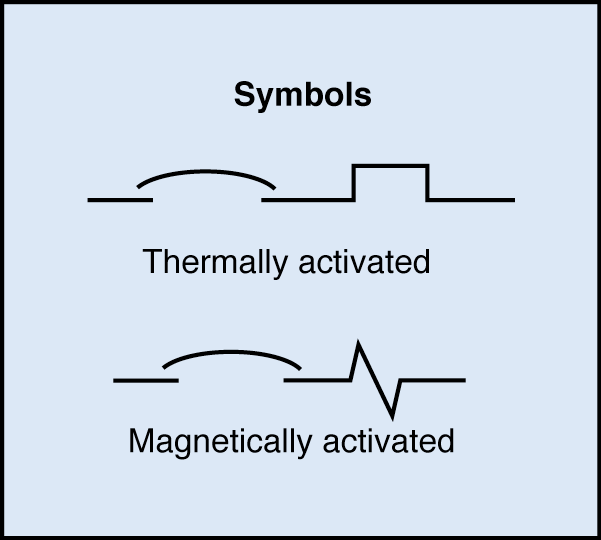 Symbols
Thermally activated
Magnetically activated